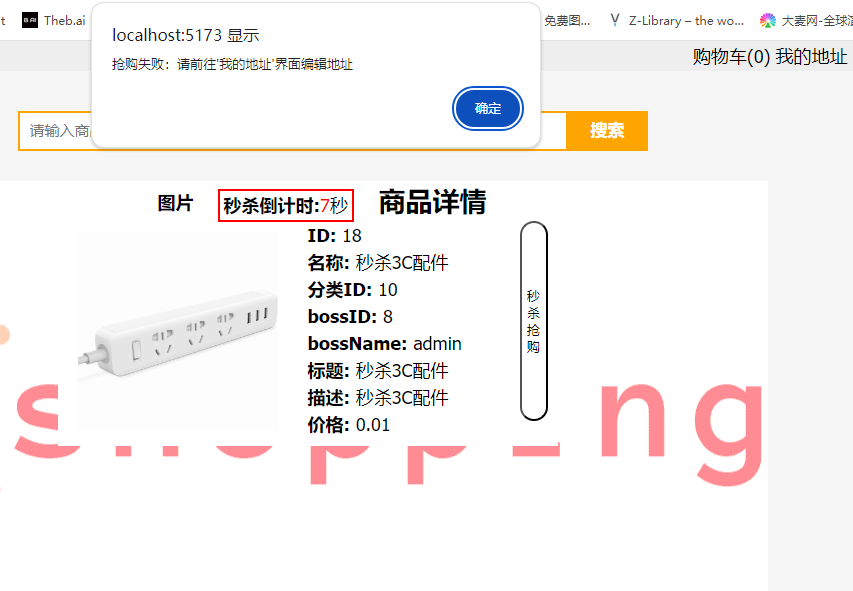 t Theb.ai 免费图... Z-Library – the wo... 大麦网-全球演
localhost:5173 显示
抢购失败：请前往'我的地址'界面编辑地址
确定
购物车(0) 我的地址
请输入商
搜索
图片 秒杀倒计时:7秒 商品详情
ID: 18
名称: 秒杀3C配件
分类ID: 10
bossID: 8
bossName: admin
标题: 秒杀3C配件
描述: 秒杀3C配件
价格: 0.01
秒杀抢购
shopping